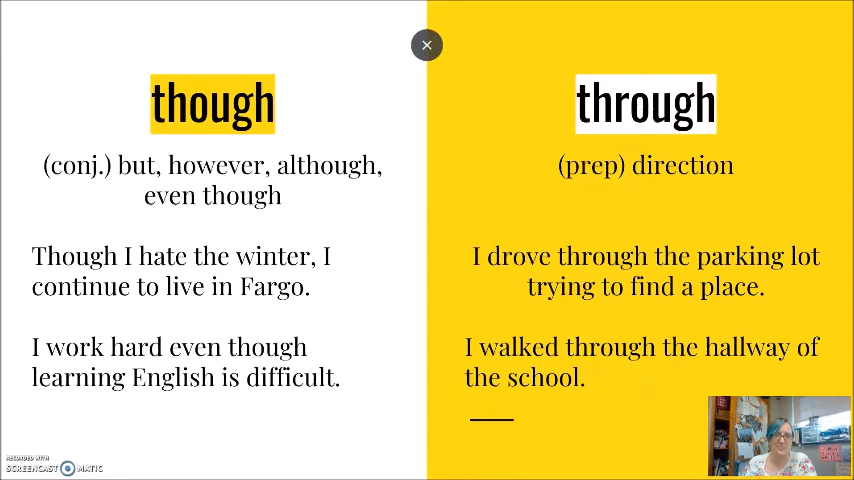 though
(conj.) but, however, although,
even though
Though I hate the winter, I
continue to live in Fargo.
I work hard even though
learning English is difficult.
through
(prep) direction
I drove through the parking lot
trying to find a place.
I walked through the hallway of
the school.
RECORDED WITH
SCREENCAST MATIC